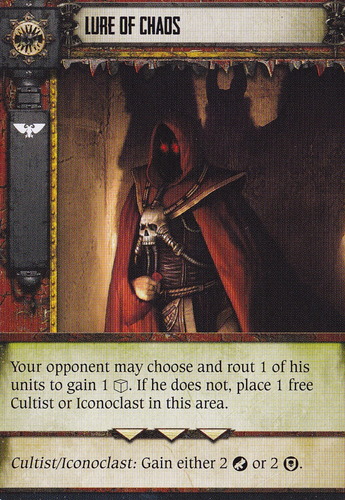 LURE OF CHAOS
Your opponent may choose and rout 1 of his
units to gain 1 . If he does not, place 1 free
Cultist or Iconoclast in this area.
Cultist/Iconoclast: Gain either 2 or 2 .